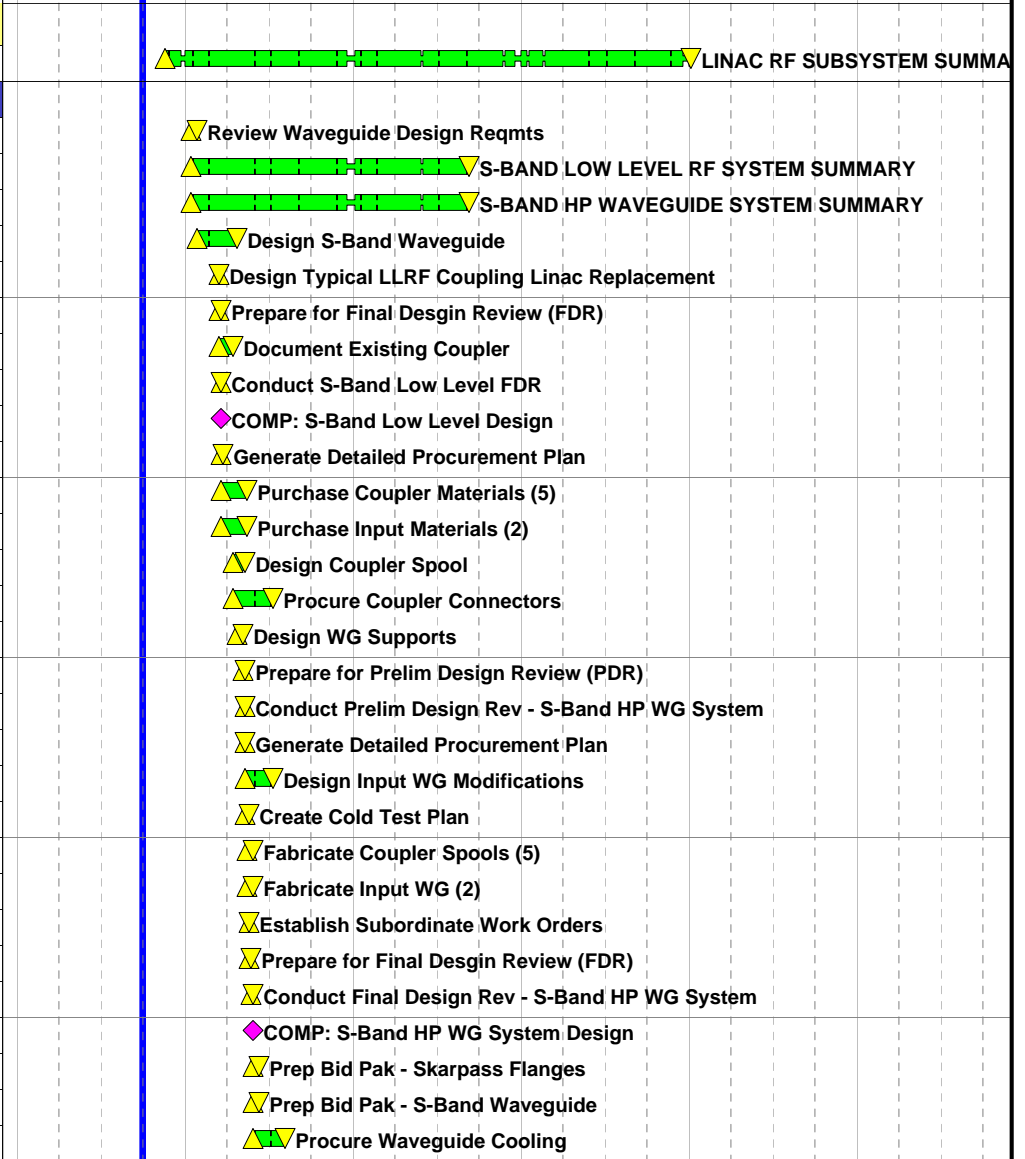 LINAC RF SUBSYSTEM SUMMA
Review Waveguide Design Reqmts
S-BAND LOW LEVEL RF SYSTEM SUMMARY
S-BAND HP WAVEGUIDE SYSTEM SUMMARY
Design S-Band Waveguide
Design Typical LLRF Coupling Linac Replacement
Prepare for Final Desgin Review (FDR)
Document Existing Coupler
Conduct S-Band Low Level FDR
COMP: S-Band Low Level Design
Generate Detailed Procurement Plan
Purchase Coupler Materials (5)
Purchase Input Materials (2)
Design Coupler Spool
Procure Coupler Connectors
Design WG Supports
Prepare for Prelim Design Review (PDR)
Conduct Prelim Design Rev - S-Band HP WG System
Generate Detailed Procurement Plan
Design Input WG Modifications
Create Cold Test Plan
Fabricate Coupler Spools (5)
Fabricate Input WG (2)
Establish Subordinate Work Orders
Prepare for Final Desgin Review (FDR)
Conduct Final Design Rev - S-Band HP WG System
COMP: S-Band HP WG System Design
Prep Bid Pak - Skarpass Flanges
Prep Bid Pak - S-Band Waveguide
Procure Waveguide Cooling